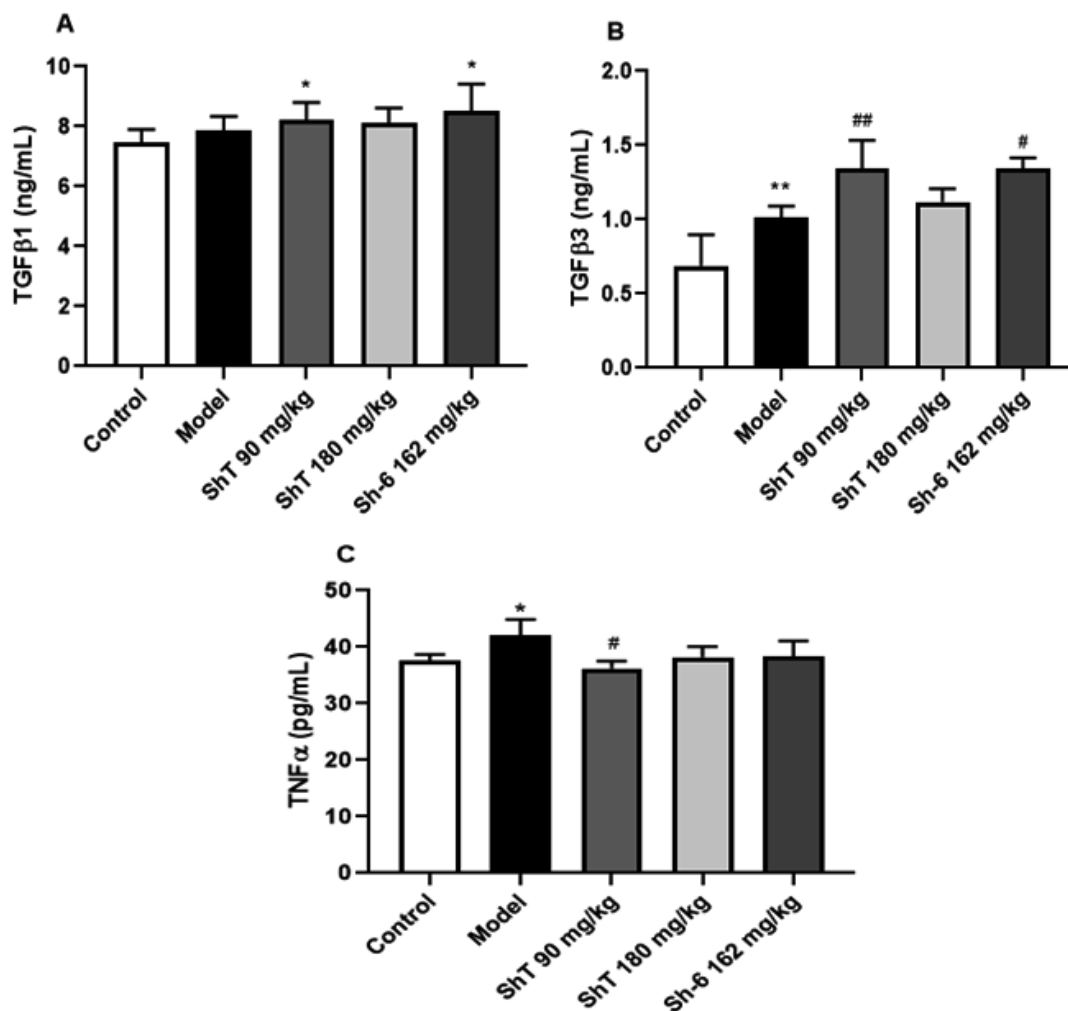 A
TGFβ1 (ng/mL)
10
8
6
4
2
0
*
*
Control
Model
ShT 90 mg/kg
ShT 180 mg/kg
Sh-6 162 mg/kg
B
TGFβ3 (ng/mL)
2.0
1.5
1.0
0.5
0.0
**
##
#
Control
Model
ShT 90 mg/kg
ShT 180 mg/kg
Sh-6 162 mg/kg
C
TNFα (pg/mL)
50
40
30
20
10
0
*
#
Control
Model
ShT 90 mg/kg
ShT 180 mg/kg
Sh-6 162 mg/kg